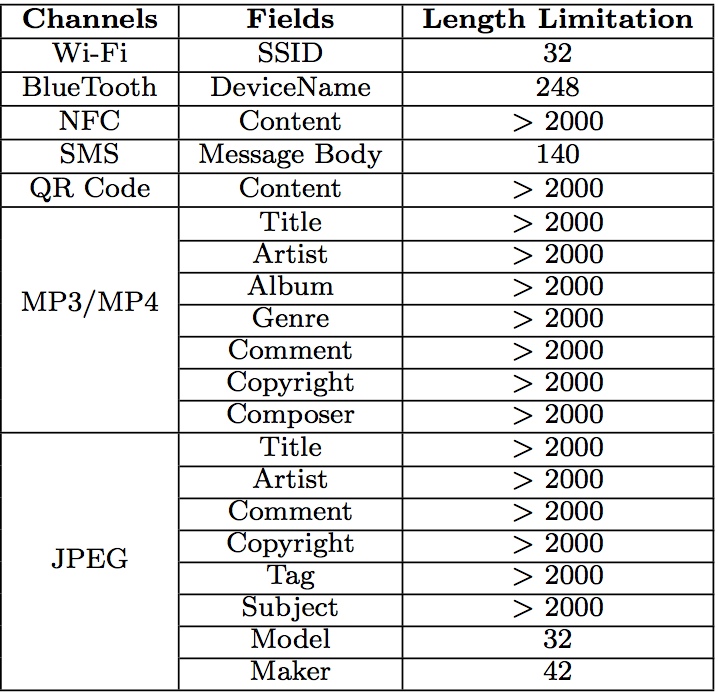 Channels Fields Length Limitation
Wi-Fi SSID 32
BlueTooth DeviceName 248
NFC Content > 2000
SMS Message Body 140
QR Code Content > 2000
MP3/MP4
Title > 2000
Artist > 2000
Album > 2000
Genre > 2000
Comment > 2000
Copyright > 2000
Composer > 2000
JPEG
Title > 2000
Artist > 2000
Comment > 2000
Copyright > 2000
Tag > 2000
Subject > 2000
Model 32
Maker 42